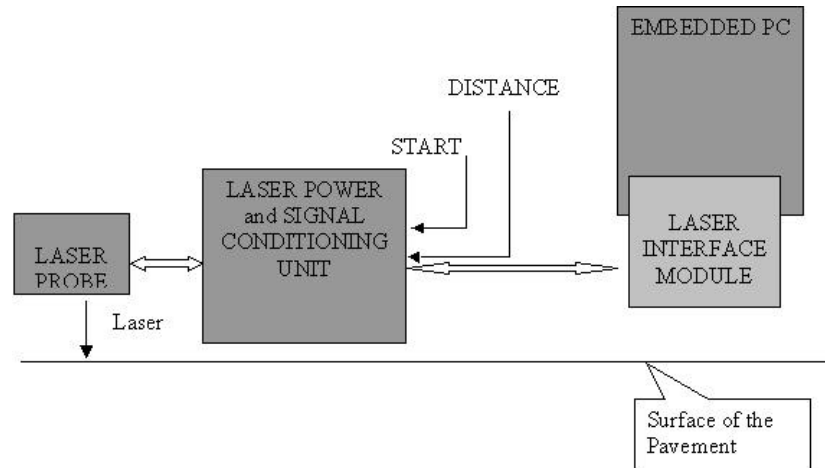 EMBEDDED PC
DISTANCE
START
LASER POWER
and SIGNAL
CONDITIONING
UNIT
LASER
INTERFACE
MODULE
LASER
PROBE
Laser
Surface of the
Pavement